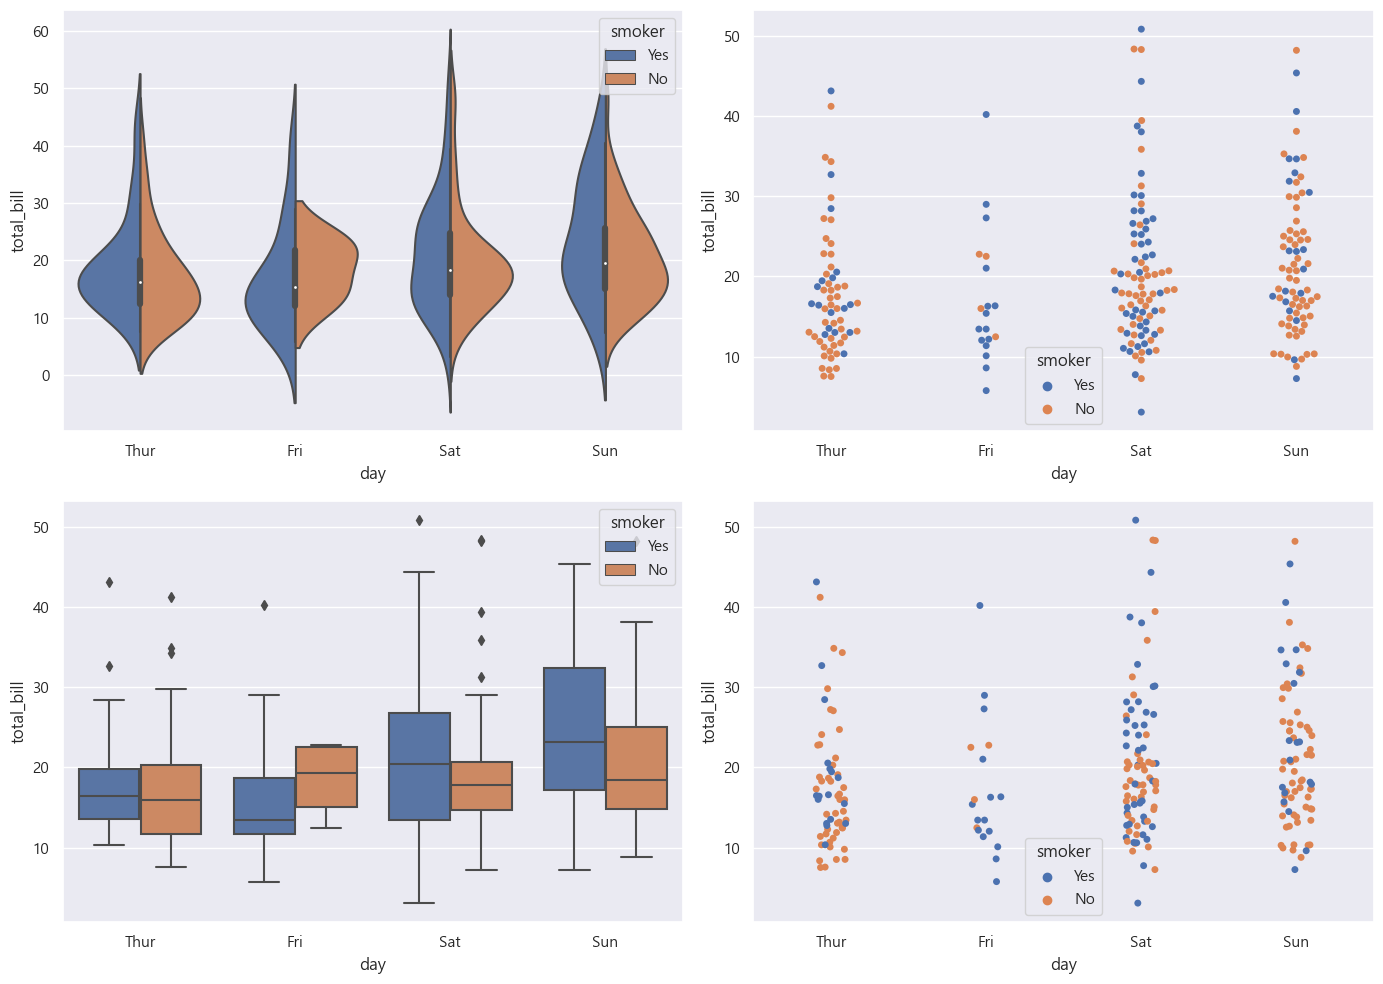 60
50
40
30
20
10
0
total_bill
smoker
Yes
No
Thur Fri Sat Sun
day
50
40
30
20
10
total_bill
smoker
Yes
No
Thur Fri Sat Sun
day
50
40
30
20
10
total_bill
smoker
Yes
No
Thur Fri Sat Sun
day
50
40
30
20
10
total_bill
smoker
Yes
No
Thur Fri Sat Sun
day